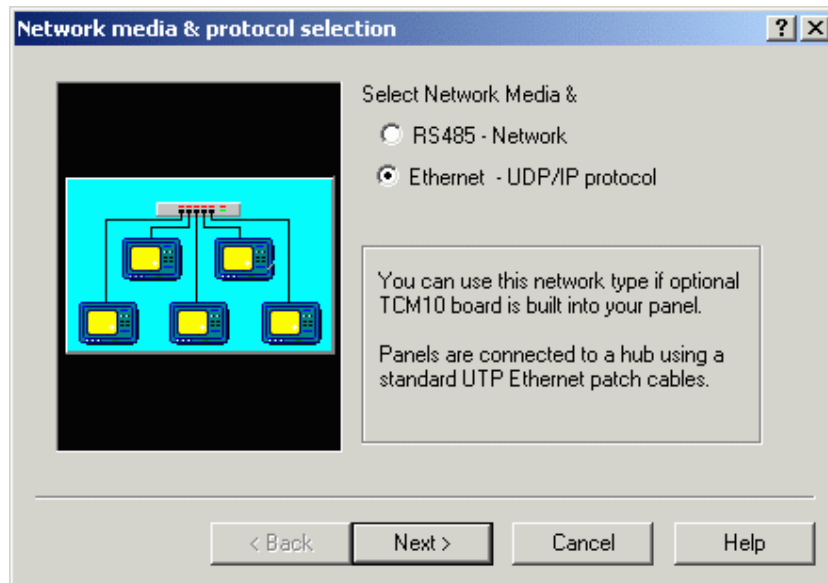 Network media & protocol selection
Select Network Media &
RS485 - Network
Ethernet - UDP/IP protocol
You can use this network type if optional
TCM10 board is built into your panel.
Panels are connected to a hub using a
standard UTP Ethernet patch cables.
< Back
Next >
Cancel
Help